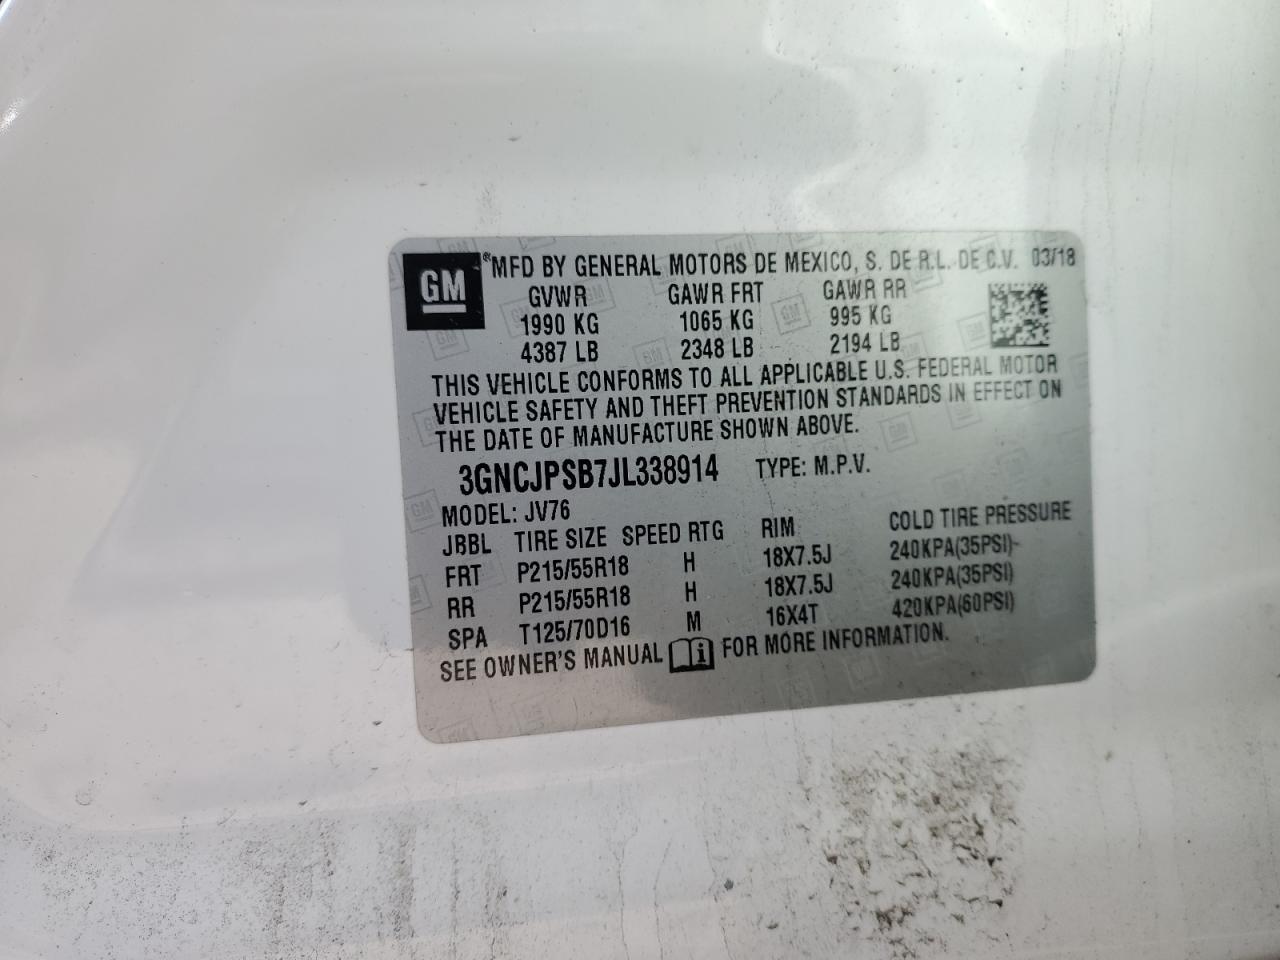 GM ®MFD BY GENERAL MOTORS DE MEXICO, S. DE R.L. DE C.V. 03/18
GVWR GAWR FRT GAWR RR
1990 KG 1065 KG 995 KG
4387 LB 2348 LB 2194 LB
THIS VEHICLE CONFORMS TO ALL APPLICABLE U.S. FEDERAL MOTOR
VEHICLE SAFETY AND THEFT PREVENTION STANDARDS IN EFFECT ON
THE DATE OF MANUFACTURE SHOWN ABOVE.
3GNCJPSB7JL338914 TYPE: M.P.V.
MODEL: JV76
JBBL TIRE SIZE SPEED RTG RIM COLD TIRE PRESSURE
FRT P215/55R18 H 18X7.5J 240KPA(35PSI)
RR P215/55R18 H 18X7.5J 240KPA(35PSI)
SPA T125/70D16 M 16X4T 420KPA(60PSI)
SEE OWNER'S MANUAL i FOR MORE INFORMATION.